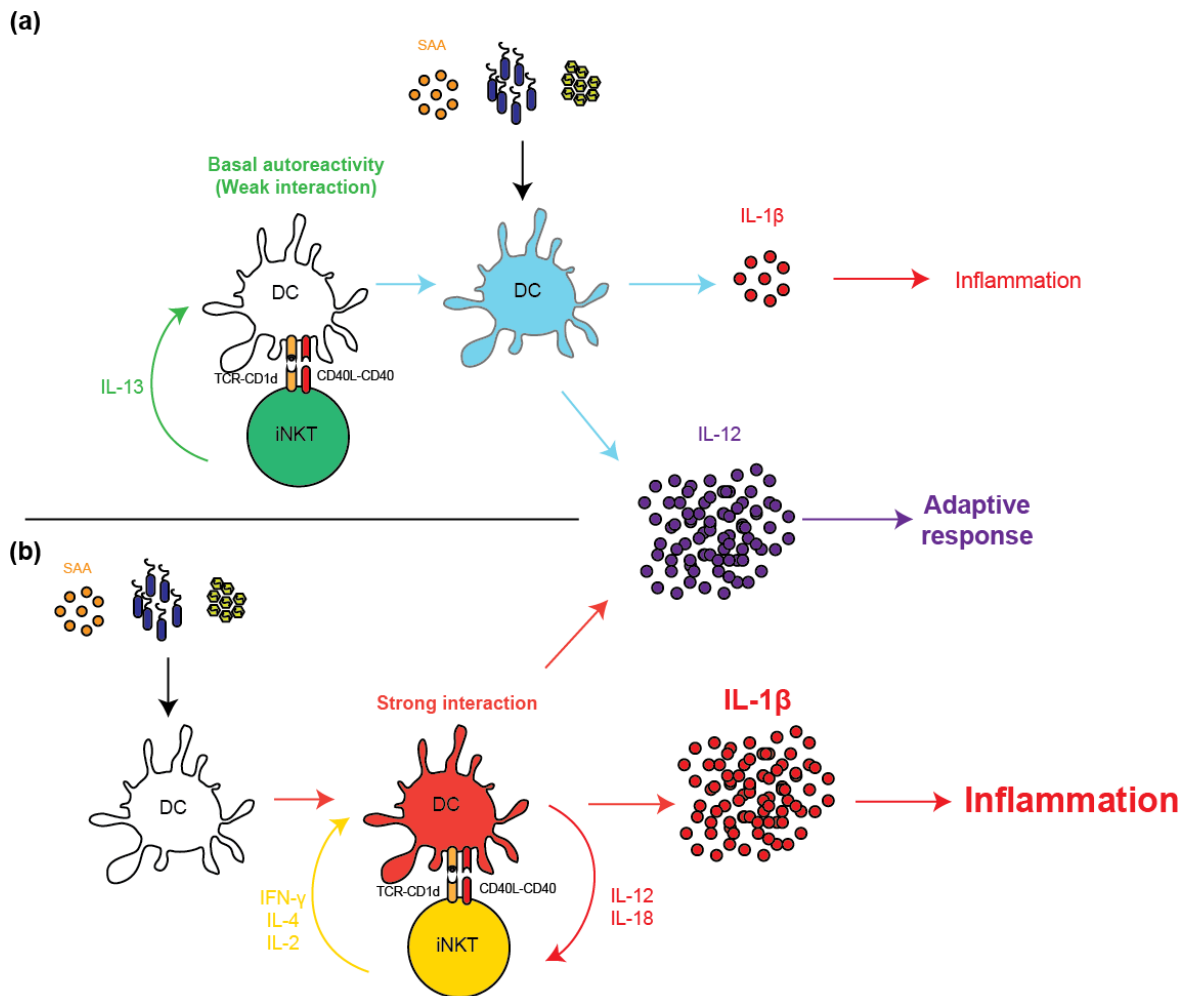 (a)
SAA
Basal autoreactivity
(Weak interaction)
IL-1β
DC
DC
Inflammation
TCR-CD1d
CD40L-CD40
IL-13
iNKT
IL-12
Adaptive
response
(b)
SAA
Strong interaction
IL-1β
DC
DC
Inflammation
TCR-CD1d
CD40L-CD40
IFN-γ
IL-4
IL-2
IL-12
IL-18
iNKT